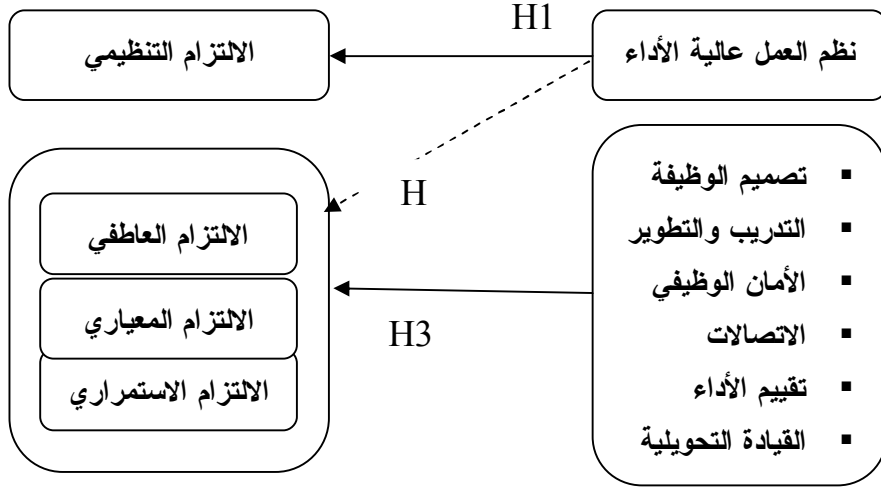 H1
نظم العمل عالية الأداء
الالتزام التنظيمي
H
▪ تصميم الوظيفة
▪ التدريب والتطوير
▪ الأمان الوظيفي
▪ الاتصالات
▪ تقييم الأداء
▪ القيادة التحويلية
H3
الالتزام العاطفي
الالتزام المعياري
الالتزام الاستمراري